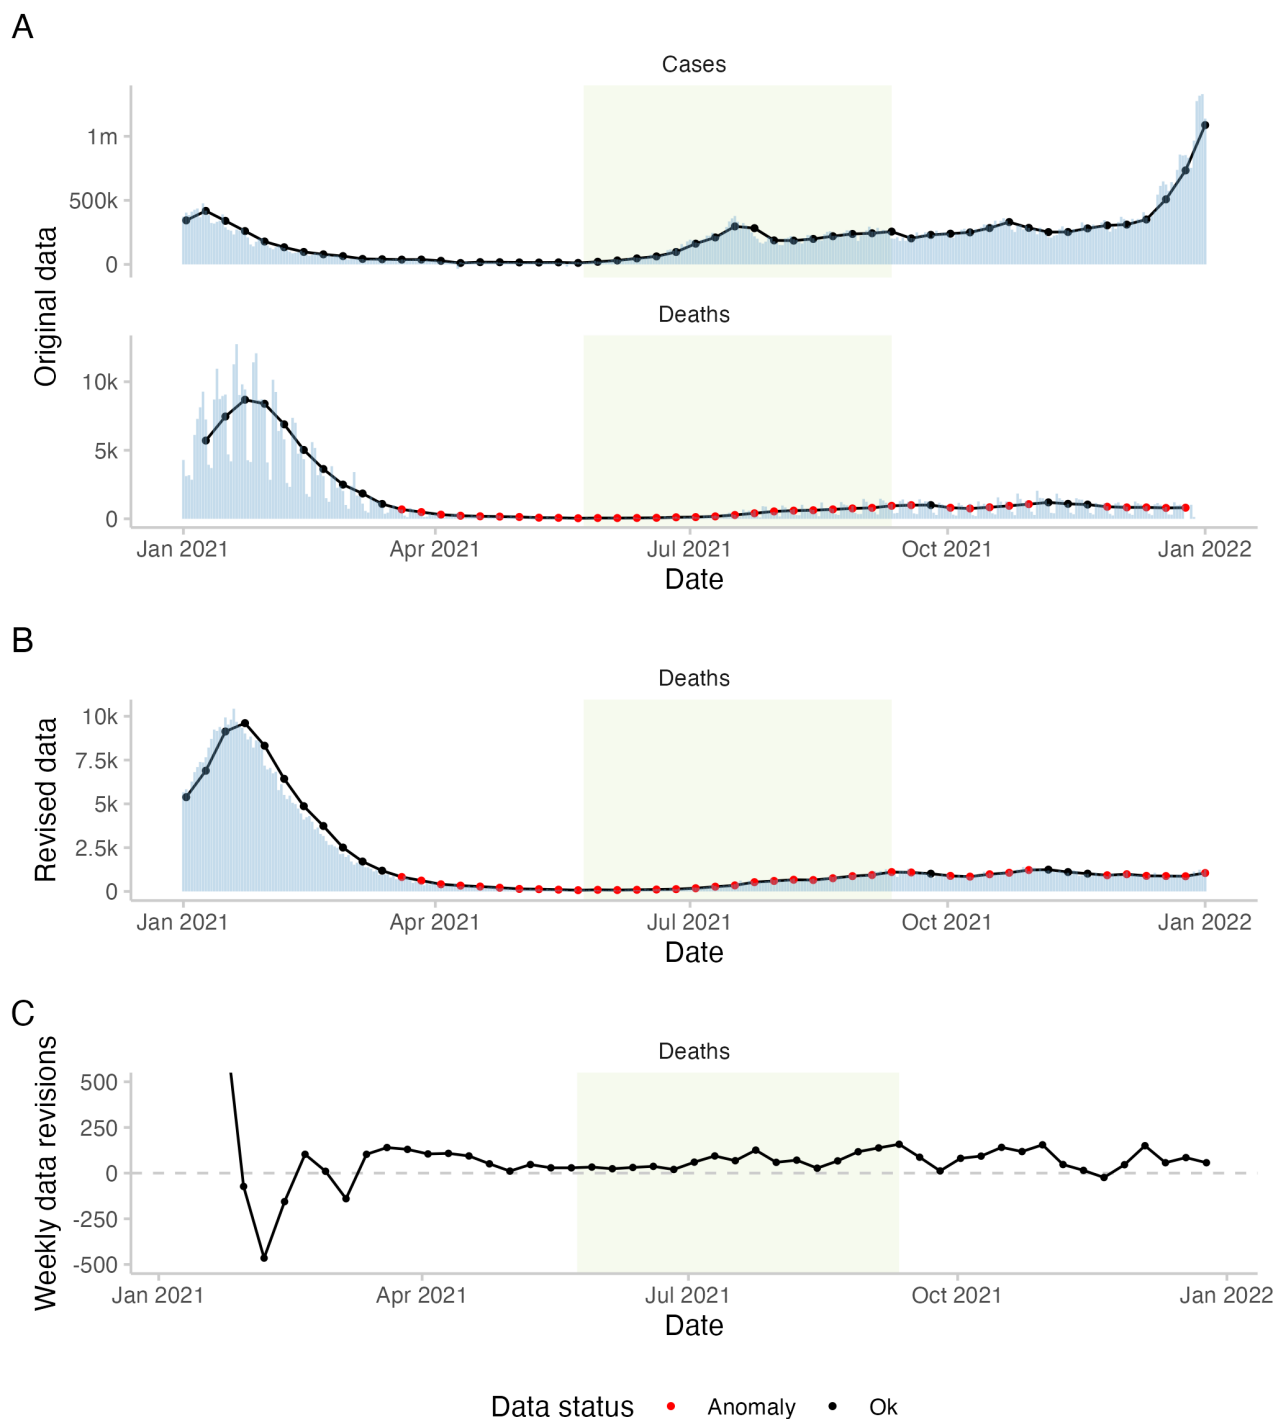 A
Cases
1m
500k
0
Original data
Deaths
10k
5k
0
Jan 2021 Apr 2021 Jul 2021 Oct 2021 Jan 2022
Date
B
Deaths
10k
7.5k
5k
2.5k
0
Revised data
Jan 2021 Apr 2021 Jul 2021 Oct 2021 Jan 2022
Date
C
Deaths
500
250
0
-250
-500
Weekly data revisions
Jan 2021 Apr 2021 Jul 2021 Oct 2021 Jan 2022
Date
Data status Anomaly Ok